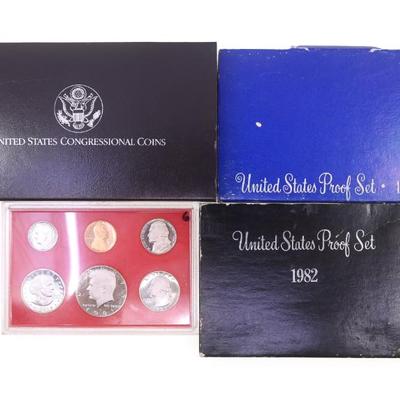 UNITED STATES CONGRESSIONAL COINS
United States Proof Set
United States Proof Set
1982